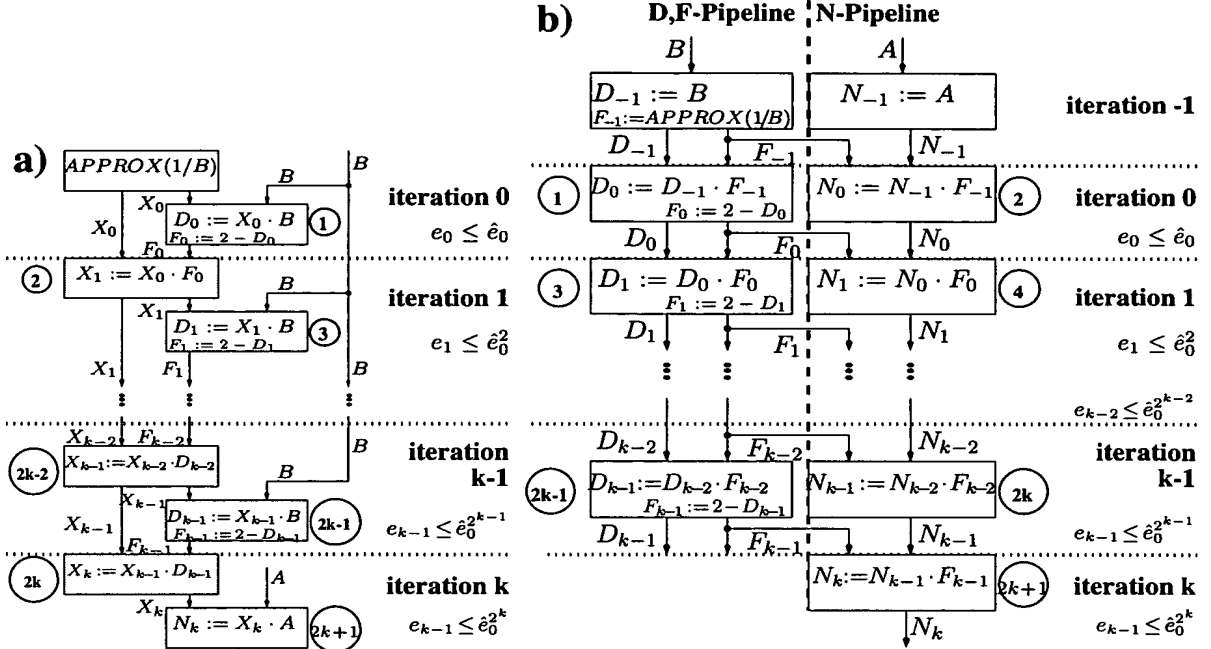 a)
APPROX(1/B)
B
B
X_0
X_0
D_0 := X_0 · B
F_0 := 2 − D_0
1
iteration 0
e_0 ≤ ê_0
F_0
2
X_1 := X_0 · F_0
B
X_1
D_1 := X_1 · B
F_1 := 2 − D_1
3
iteration 1
e_1 ≤ ê_0^2
X_1
F_1
B
X_{k−2}
F_{k−2}
B
2k-2
X_{k−1}:=X_{k−2}·D_{k−2}
B
iteration
k-1
X_{k−1}
X_{k−1}
D_{k−1} := X_{k−1}·B
F_{k−1} := 2−D_{k−1}
2k-1
e_{k−1} ≤ ê_0^{2^{k−1}}
F_{k−1}
2k
X_k := X_{k−1}·D_{k−1}
A
iteration k
X_k
N_k := X_k · A
2k+1
e_{k−1} ≤ ê_0^{2^k}
b)
D,F-Pipeline
N-Pipeline
B
A
D_{−1} := B
F_{−1}:=APPROX(1/B)
N_{−1} := A
iteration -1
D_{−1}
F_{−1}
N_{−1}
1
D_0 := D_{−1} · F_{−1}
F_0 := 2 − D_0
N_0 := N_{−1} · F_{−1}
2
iteration 0
e_0 ≤ ê_0
D_0
F_0
N_0
3
D_1 := D_0 · F_0
F_1 := 2 − D_1
N_1 := N_0 · F_0
4
iteration 1
e_1 ≤ ê_0^2
D_1
F_1
N_1
e_{k−2} ≤ ê_0^{2^{k−2}}
D_{k−2}
F_{k−2}
N_{k−2}
2k-1
D_{k−1}:=D_{k−2}·F_{k−2}
F_{k−1}:=2−D_{k−1}
N_{k−1} := N_{k−2}·F_{k−2}
2k
iteration
k-1
e_{k−1} ≤ ê_0^{2^{k−1}}
D_{k−1}
F_{k−1}
N_{k−1}
N_k:=N_{k−1}·F_{k−1}
2k+1
iteration k
e_{k−1} ≤ ê_0^{2^k}
N_k